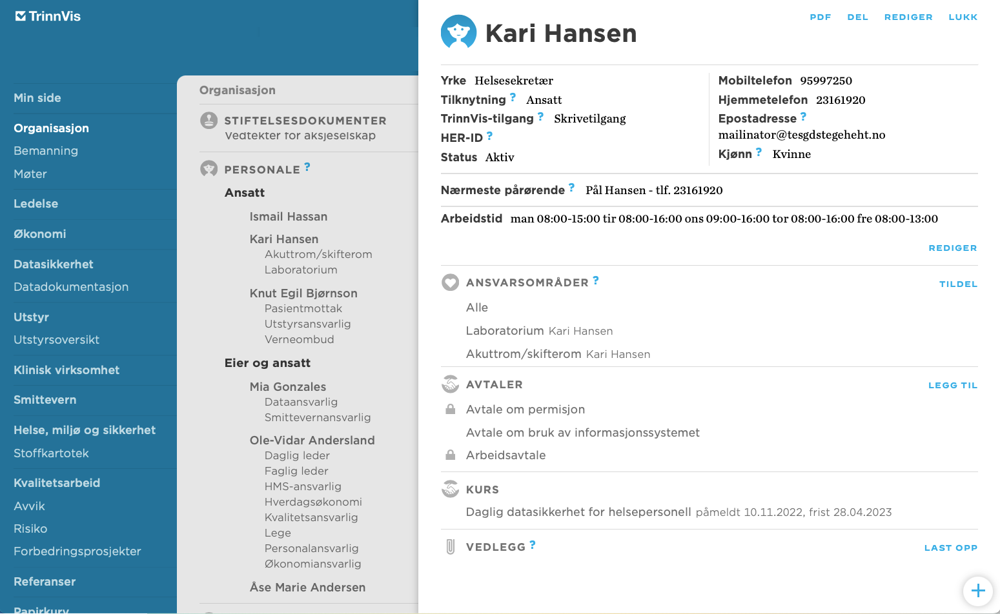 TrinnVis
Min side
Organisasjon
Bemanning
Møter
Ledelse
Økonomi
Datasikkerhet
Datadokumentasjon
Utstyr
Utstyrsoversikt
Klinisk virksomhet
Smittevern
Helse, miljø og sikkerhet
Stoffkartotek
Kvalitetsarbeid
Avvik
Risiko
Forbedringsprosjekter
Referanser
Papirkurv
Organisasjon
STIFTELSESDOKUMENTER
Vedtekter for aksjeselskap
PERSONALE ?
Ansatt
Ismail Hassan
Kari Hansen
Akuttrom/skifterom
Laboratorium
Knut Egil Bjørnson
Pasientmottak
Utstyrsansvarlig
Verneombud
Eier og ansatt
Mia Gonzales
Dataansvarlig
Smittevernansvarlig
Ole-Vidar Andersland
Daglig leder
Faglig leder
HMS-ansvarlig
Hverdagsøkonomi
Kvalitetsansvarlig
Lege
Personalansvarlig
Økonomiansvarlig
Åse Marie Andersen
PDF DEL REDIGER LUKK
Kari Hansen
Yrke Helsesekretær
Tilknytning ? Ansatt
TrinnVis-tilgang ? Skrivetilgang
HER-ID ?
Status Aktiv
Mobiltelefon 95997250
Hjemmetelefon 23161920
Epostadresse ?
mailinator@tesgdstegeheht.no
Kjønn ? Kvinne
Nærmeste pårørende ? Pål Hansen - tlf. 23161920
Arbeidstid man 08:00-15:00 tir 08:00-16:00 ons 09:00-16:00 tor 08:00-16:00 fre 08:00-13:00
REDIGER
ANSVARSOMRÅDER ? TILDEL
Alle
Laboratorium Kari Hansen
Akuttrom/skifterom Kari Hansen
AVTALER LEGG TIL
Avtale om permisjon
Avtale om bruk av informasjonssystemet
Arbeidsavtale
KURS
Daglig datasikkerhet for helsepersonell påmeldt 10.11.2022, frist 28.04.2023
VEDLEGG ? LAST OPP